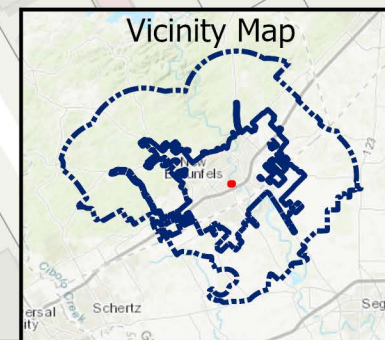 Vicinity Map
New
Braunfels
123
Cibolo Creek
ersal
ity
Schertz
Seg
G